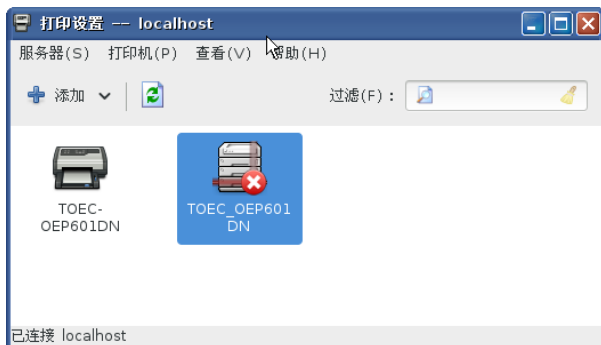 打印设置 -- localhost
服务器(S) 打印机(P) 查看(V) 帮助(H)
添加 过滤(F):
TOEC-
OEP601DN
TOEC_OEP601
DN
已连接 localhost